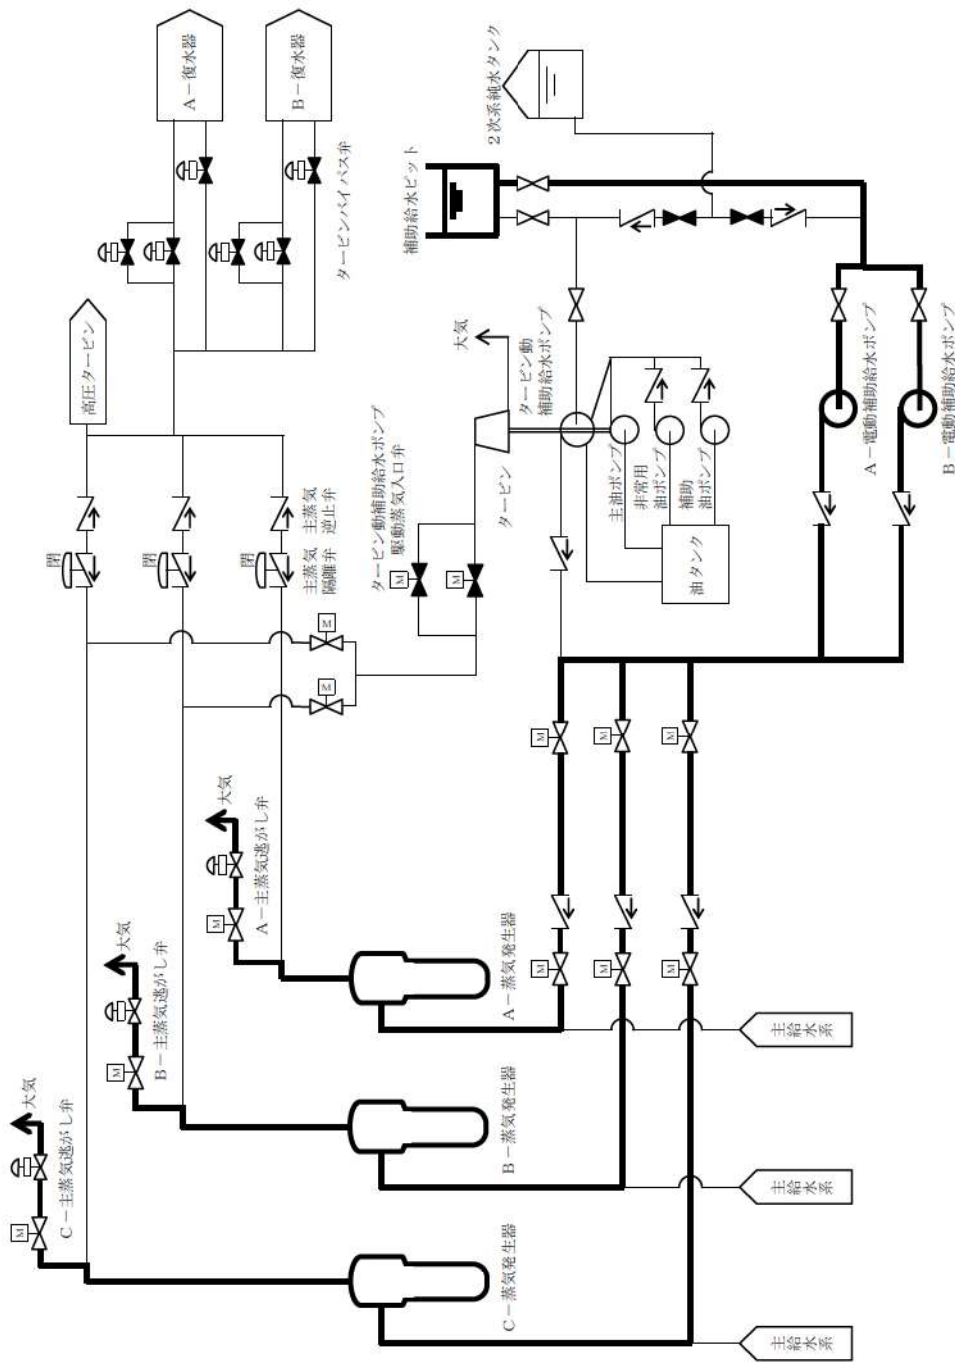 A－復水器
B－復水器
タービンバイパス弁
高圧タービン
2次系純水タンク
補助給水ピット
大気
タービン動
補助給水ポンプ
タービン
タービン動補助給水ポンプ
駆動蒸気入口弁
M
M
主油ポンプ
非常用
油ポンプ
補助
油ポンプ
油タンク
A－電動補助給水ポンプ
B－電動補助給水ポンプ
閉
閉
閉
主蒸気
逆止弁
主蒸気
隔離弁
M
M
大気
A－主蒸気逃がし弁
M
大気
B－主蒸気逃がし弁
M
大気
C－主蒸気逃がし弁
M
A－蒸気発生器
B－蒸気発生器
C－蒸気発生器
M
M
M
M
M
M
主給水系
主給水系
主給水系